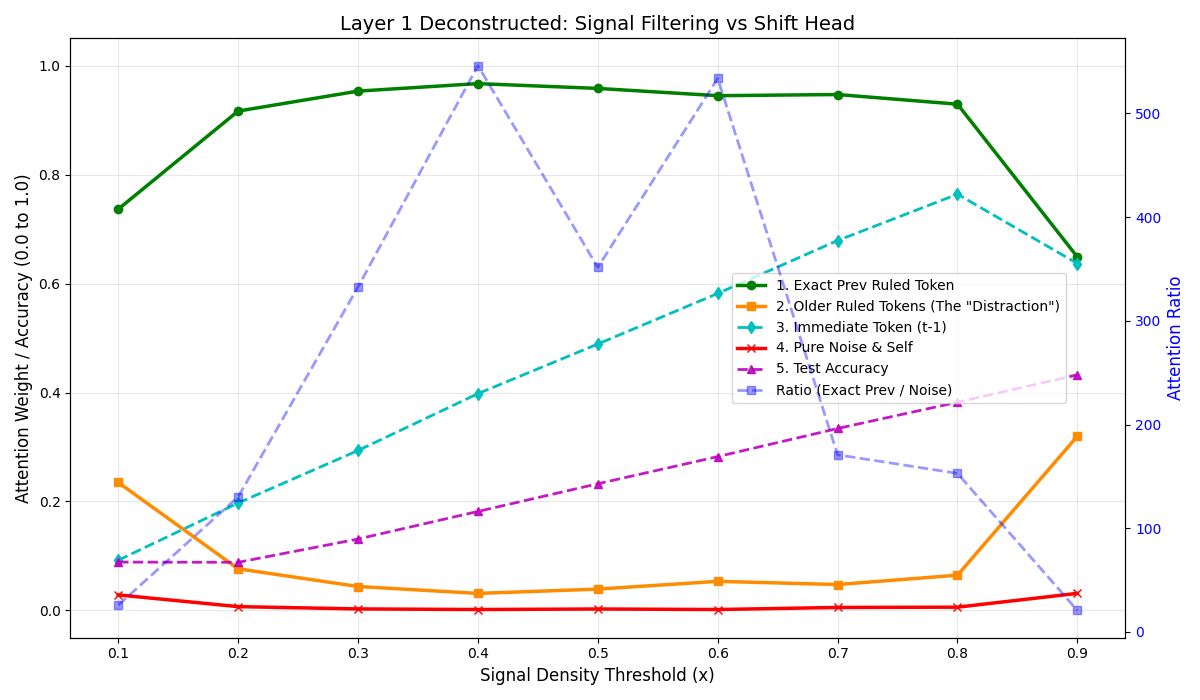 Layer 1 Deconstructed: Signal Filtering vs Shift Head
Attention Weight / Accuracy (0.0 to 1.0)
1.0
0.8
0.6
0.4
0.2
0.0
1. Exact Prev Ruled Token
2. Older Ruled Tokens (The "Distraction")
3. Immediate Token (t-1)
4. Pure Noise & Self
5. Test Accuracy
Ratio (Exact Prev / Noise)
500
400
300
200
100
0
Attention Ratio
0.1 0.2 0.3 0.4 0.5 0.6 0.7 0.8 0.9
Signal Density Threshold (x)